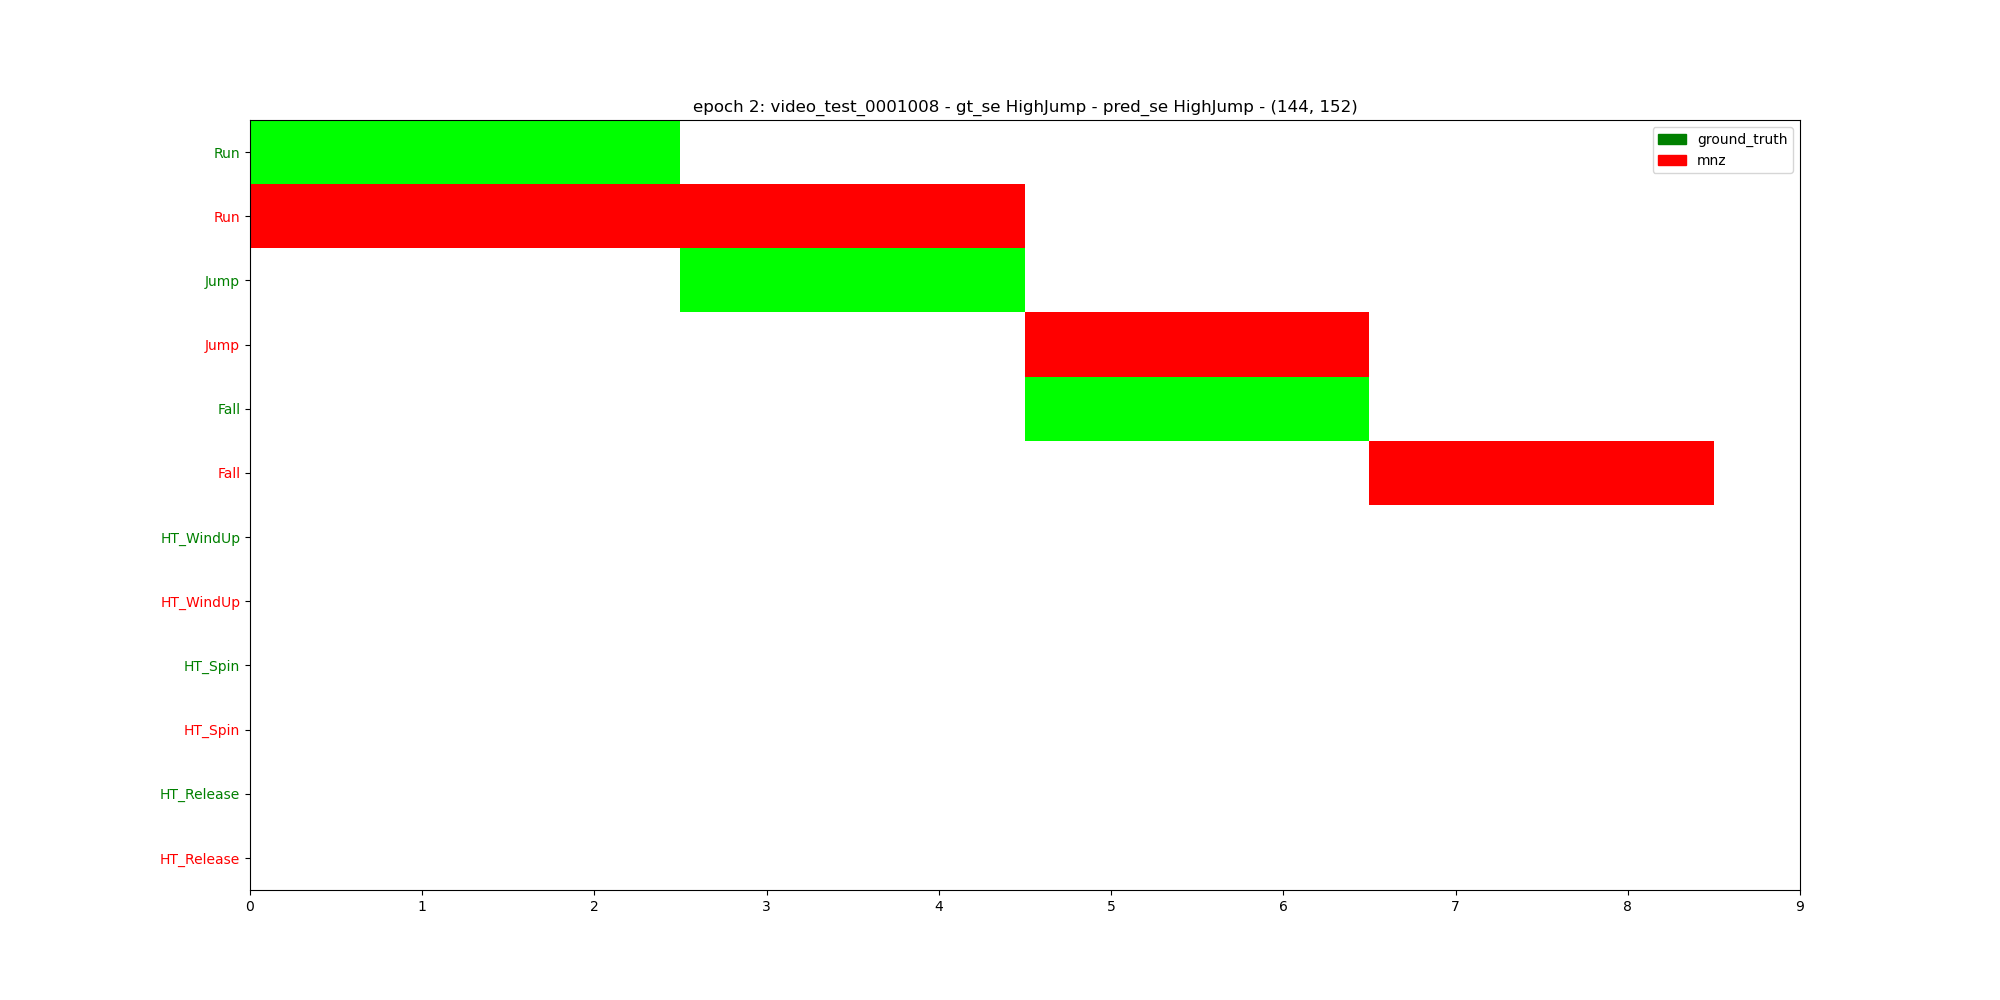 epoch 2: video_test_0001008 - gt_se HighJump - pred_se HighJump - (144, 152)
ground_truth
mnz
Run
Run
Jump
Jump
Fall
Fall
HT_WindUp
HT_WindUp
HT_Spin
HT_Spin
HT_Release
HT_Release
0 1 2 3 4 5 6 7 8 9